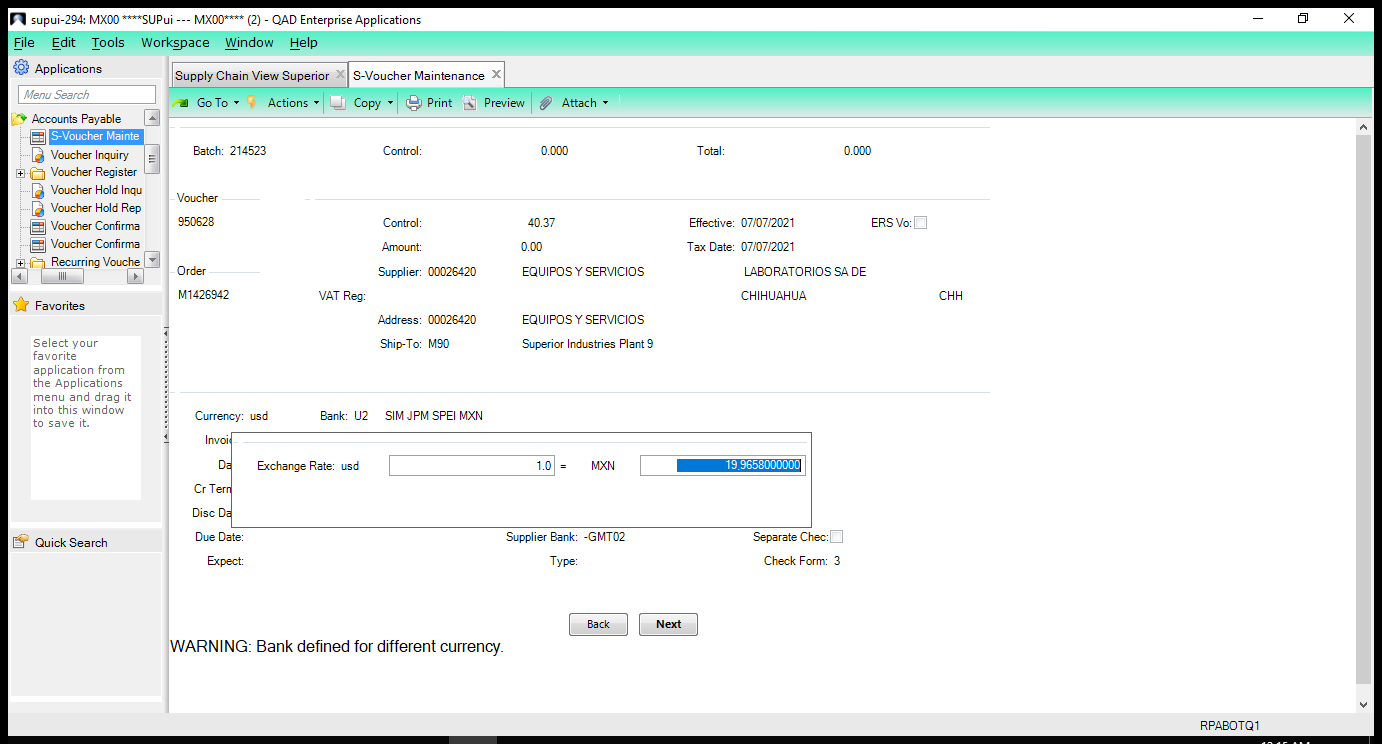 supui-294: MX00 ****SUPui --- MX00**** (2) - QAD Enterprise Applications
File Edit Tools Workspace Window Help
Applications
Menu Search
Accounts Payable
S-Voucher Mainte
Voucher Inquiry
Voucher Register
Voucher Hold Inqu
Voucher Hold Rep
Voucher Confirma
Voucher Confirma
Recurring Vouche
Favorites
Select your
favorite
application from
the Applications
menu and drag it
into this window
to save it.
Quick Search
Supply Chain View Superior S-Voucher Maintenance
Go To Actions Copy Print Preview Attach
Batch: 214523 Control: 0.000 Total: 0.000
Voucher
950628 Control: 40.37 Effective: 07/07/2021 ERS Vo:
Amount: 0.00 Tax Date: 07/07/2021
Order Supplier: 00026420 EQUIPOS Y SERVICIOS LABORATORIOS SA DE
M1426942 VAT Reg: CHIHUAHUA CHH
Address: 00026420 EQUIPOS Y SERVICIOS
Ship-To: M90 Superior Industries Plant 9
Currency: usd Bank: U2 SIM JPM SPEI MXN
Invoic
Da
Exchange Rate: usd 1.0 = MXN 19.9658000000
Cr Term
Disc Da
Due Date: Supplier Bank: -GMT02 Separate Chec:
Expect: Type: Check Form: 3
Back Next
WARNING: Bank defined for different currency.
RPABOTQ1